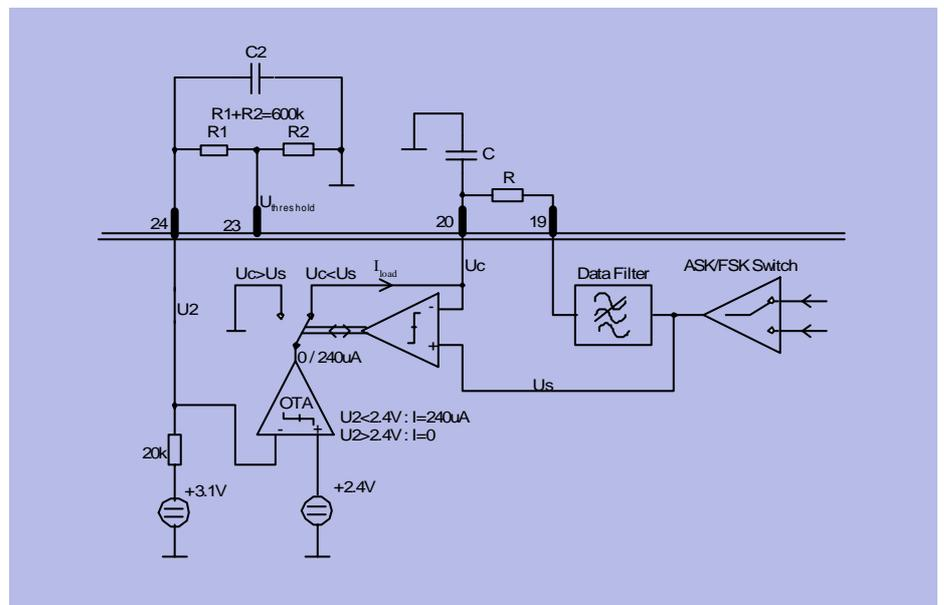 C2
R1+R2=600k
R1 R2
C
R
Uthreshold
24 23 20 19
Uc>Us Uc<Us Iload Uc Data Filter ASK/FSK Switch
U2
-
+
0 / 240uA
Us
OTA
- +
U2<2.4V : I=240uA
U2>2.4V : I=0
20k
+3.1V +2.4V